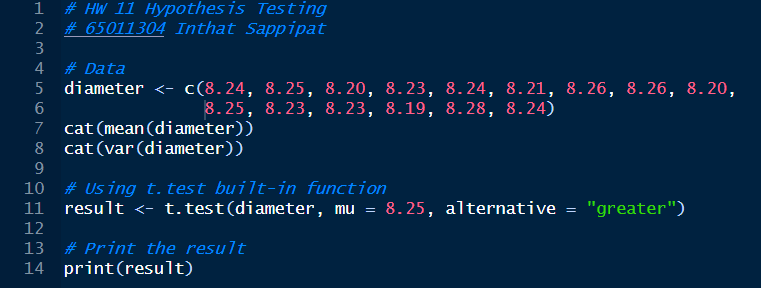 1 # HW 11 Hypothesis Testing
2 # 65011304 Inthat Sappipat
3
4 # Data
5 diameter <- c(8.24, 8.25, 8.20, 8.23, 8.24, 8.21, 8.26, 8.26, 8.20,
6 8.25, 8.23, 8.23, 8.19, 8.28, 8.24)
7 cat(mean(diameter))
8 cat(var(diameter))
9
10 # Using t.test built-in function
11 result <- t.test(diameter, mu = 8.25, alternative = "greater")
12
13 # Print the result
14 print(result)